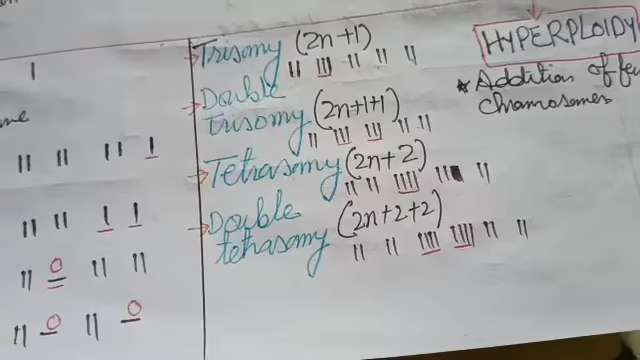 Trisomy (2n+1)
HYPERPLOIDY
* Addition of
chromosomes
Double
trisomy (2n+1+1)
Tetrasomy (2n+2)
Double
tetrasomy (2n+2+2)